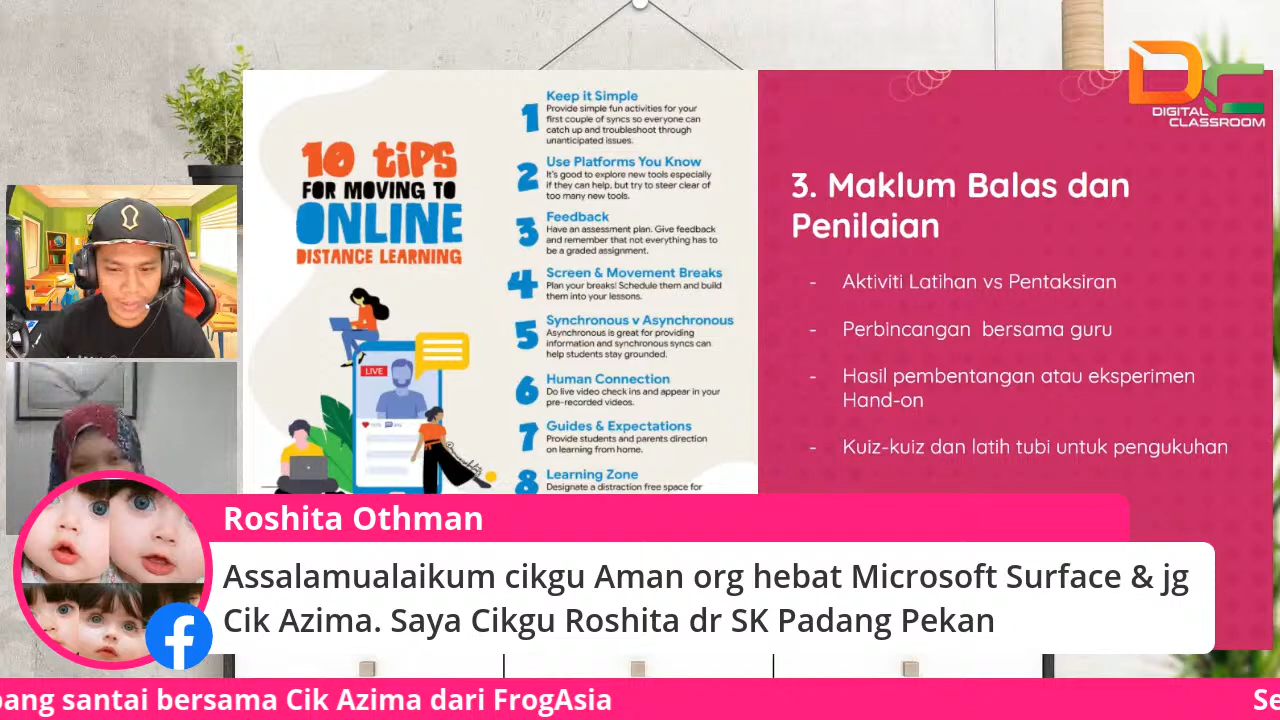 10 tips
FOR MOVING TO
ONLINE
DISTANCE LEARNING
LIVE
1
Keep it Simple
Provide simple fun activities for your
first couple of syncs so everyone can
catch up and troubleshoot through
unanticipated issues.
2
Use Platforms You Know
It's good to explore new tools especially
if they can help, but try to steer clear of
too many new tools.
3
Feedback
Have an assessment plan. Give feedback
and remember that not everything has to
be a graded assignment.
4
Screen & Movement Breaks
Plan your breaks! Schedule them and build
them into your lessons.
5
Synchronous v Asynchronous
Asynchronous is great for providing
information and synchronous syncs can
help students stay grounded.
6
Human Connection
Do live video check ins and appear in your
pre-recorded videos.
7
Guides & Expectations
Provide students and parents direction
on learning from home.
8
Learning Zone
Designate a distraction free space for
DC
DIGITAL
CLASSROOM
3. Maklum Balas dan
Penilaian
- Aktiviti Latihan vs Pentaksiran
- Perbincangan bersama guru
- Hasil pembentangan atau eksperimen
Hand-on
- Kuiz-kuiz dan latih tubi untuk pengukuhan
Roshita Othman
Assalamualaikum cikgu Aman org hebat Microsoft Surface & jg
Cik Azima. Saya Cikgu Roshita dr SK Padang Pekan
santai bersama Cik Azima dari FrogAsia
Se